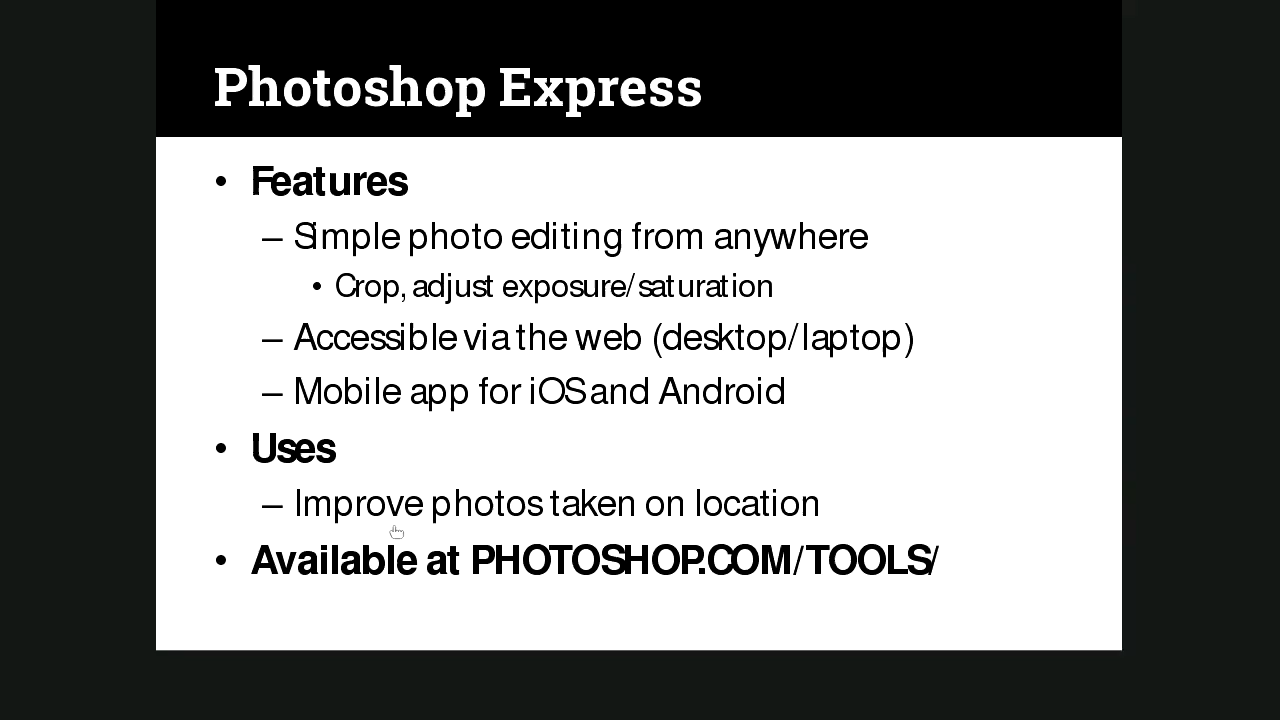 Photoshop Express
• Features
– Simple photo editing from anywhere
• Crop, adjust exposure/saturation
– Accessible via the web (desktop/laptop)
– Mobile app for iOS and Android
• Uses
– Improve photos taken on location
• Available at PHOTOSHOP.COM/TOOLS/